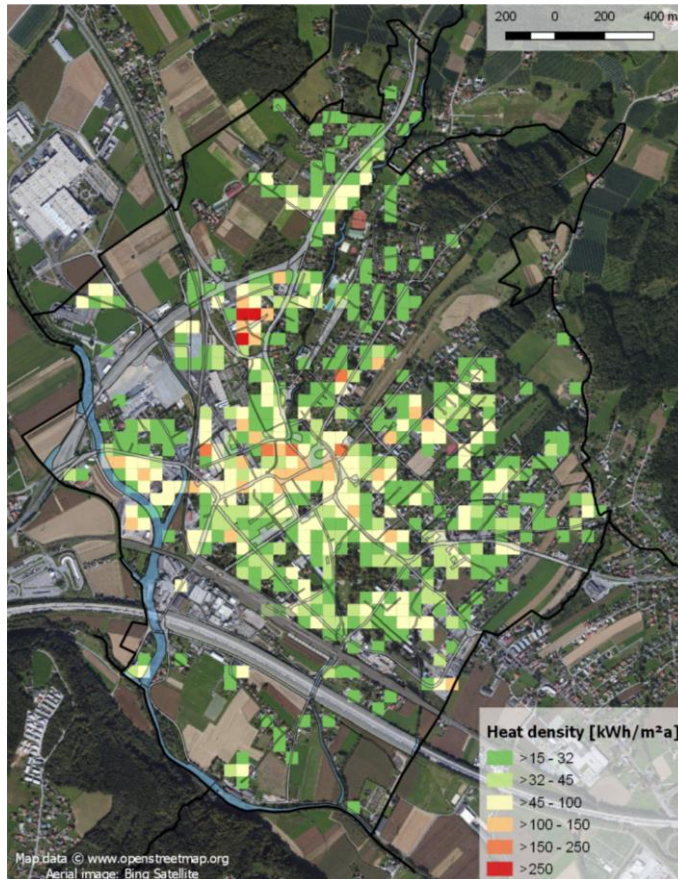 200 0 200 400 m
Heat density [kWh/m²a]
>15 - 32
>32 - 45
>45 - 100
>100 - 150
>150 - 250
>250
Map data © www.openstreetmap.org
Aerial image: Bing Satellite